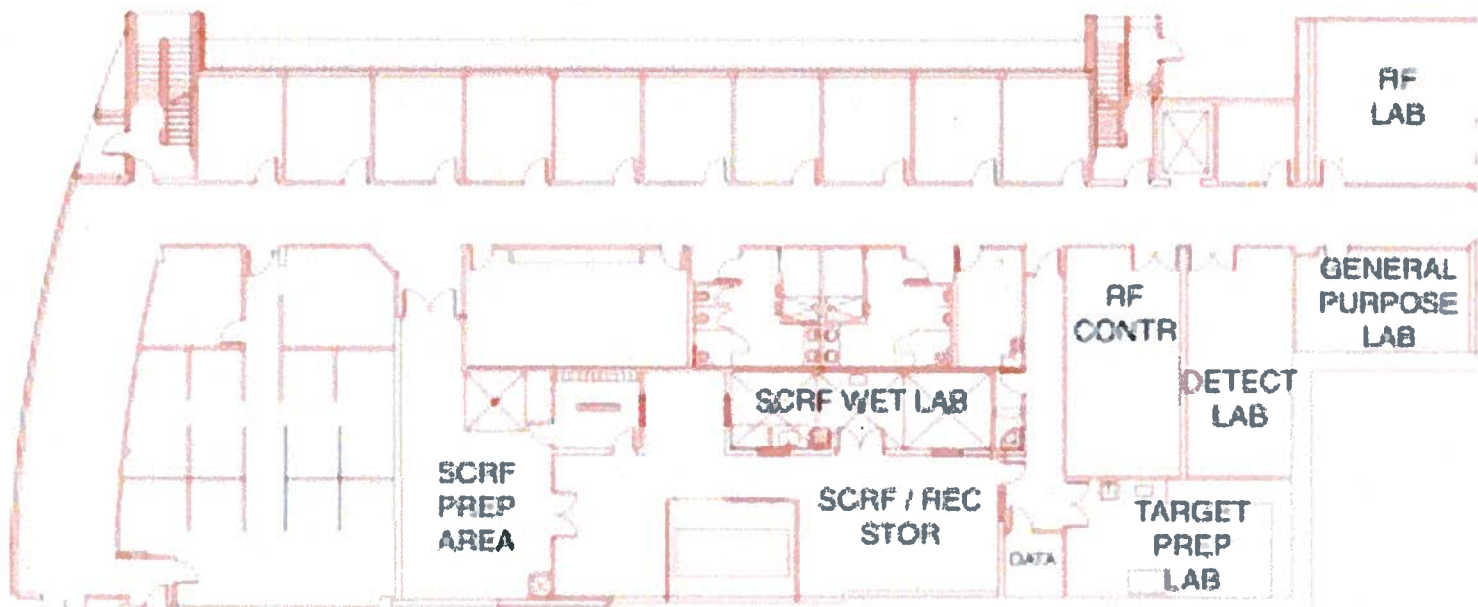 RF
LAB
GENERAL
PURPOSE
LAB
RF
CONTR
DETECT
LAB
SCRF WET LAB
SCRF
PREP
AREA
SCRF / REC
STOR
DATA
TARGET
PREP
LAB